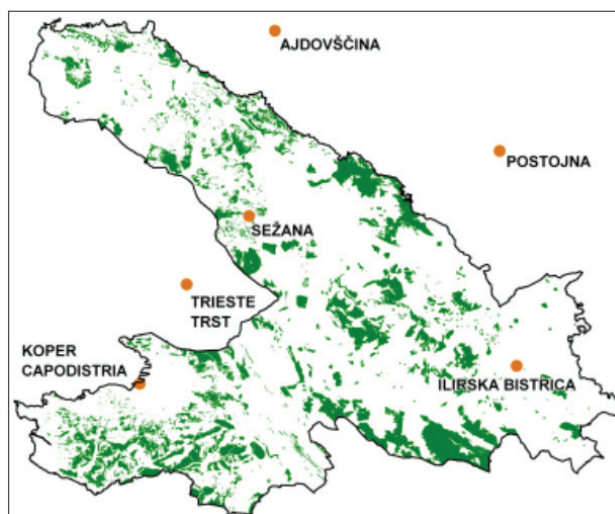 AJDOVŠČINA
POSTOJNA
SEŽANA
TRIESTE
TRST
KOPER
CAPODISTRIA
ILIRSKA BISTRICA